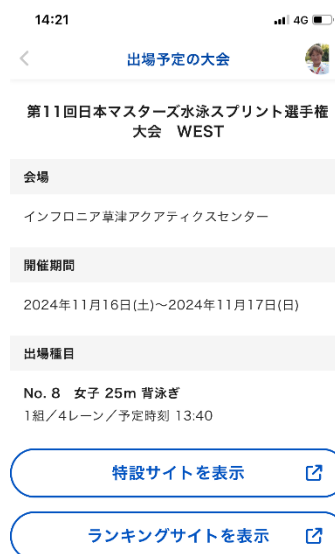 14:21
4G
出場予定の大会
第11回日本マスターズ水泳スプリント選手権
大会　WEST
会場
インフロニア草津アクアティクスセンター
開催期間
2024年11月16日(土)〜2024年11月17日(日)
出場種目
No. 8　女子 25m 背泳ぎ
1組／4レーン／予定時刻 13:40
特設サイトを表示
ランキングサイトを表示